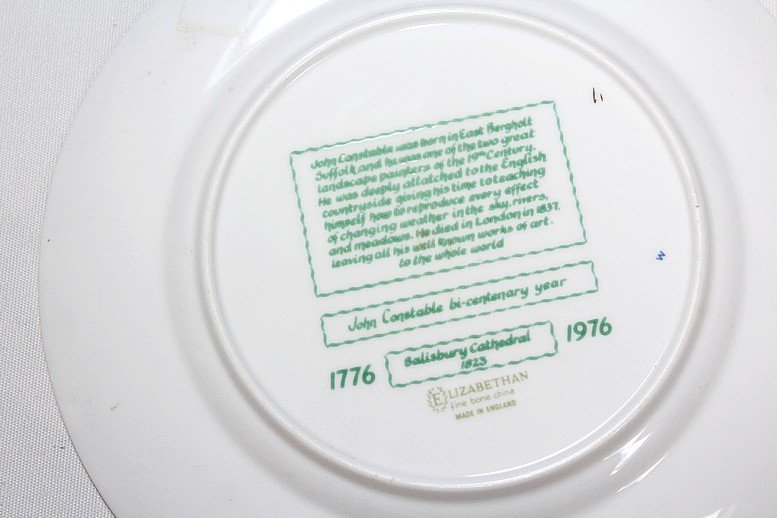 John Constable was born in East Bergholt
Suffolk and he was one of the two great
landscape painters of the 19th Century.
He was deeply attatched to the English
countryside giving his time to teaching
himself how to reproduce every effect
of changing weather in the sky, rivers,
and meadows. He died in London in 1837,
leaving all his well known works of art.
to the whole world
John Constable bi-centenary year
1776 Salisbury Cathedral 1976
1823
ELIZABETHAN
fine bone china
MADE IN ENGLAND
W